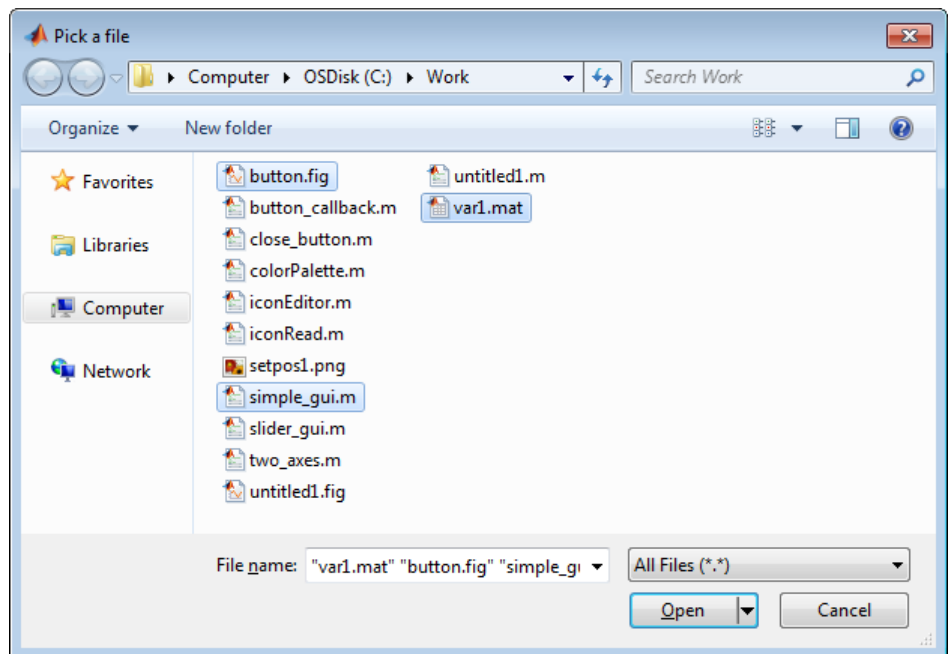 Pick a file
Computer OSDisk (C:) Work Search Work
Organize New folder
Favorites
Libraries
Computer
Network
button.fig
button_callback.m
close_button.m
colorPalette.m
iconEditor.m
iconRead.m
setpos1.png
simple_gui.m
slider_gui.m
two_axes.m
untitled1.fig
untitled1.m
var1.mat
File name: "var1.mat" "button.fig" "simple_gu All Files (*.*)
Open Cancel